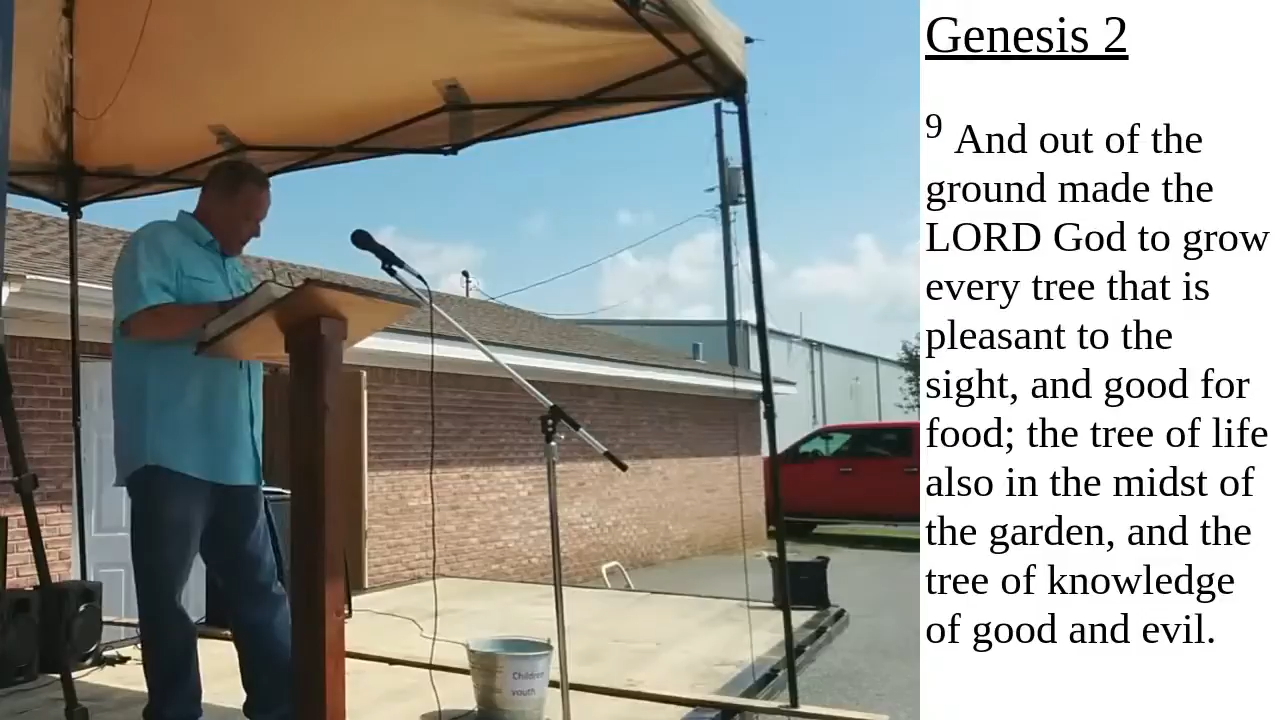 Genesis 2
9 And out of the
ground made the
LORD God to grow
every tree that is
pleasant to the
sight, and good for
food; the tree of life
also in the midst of
the garden, and the
tree of knowledge
of good and evil.
Children
youth